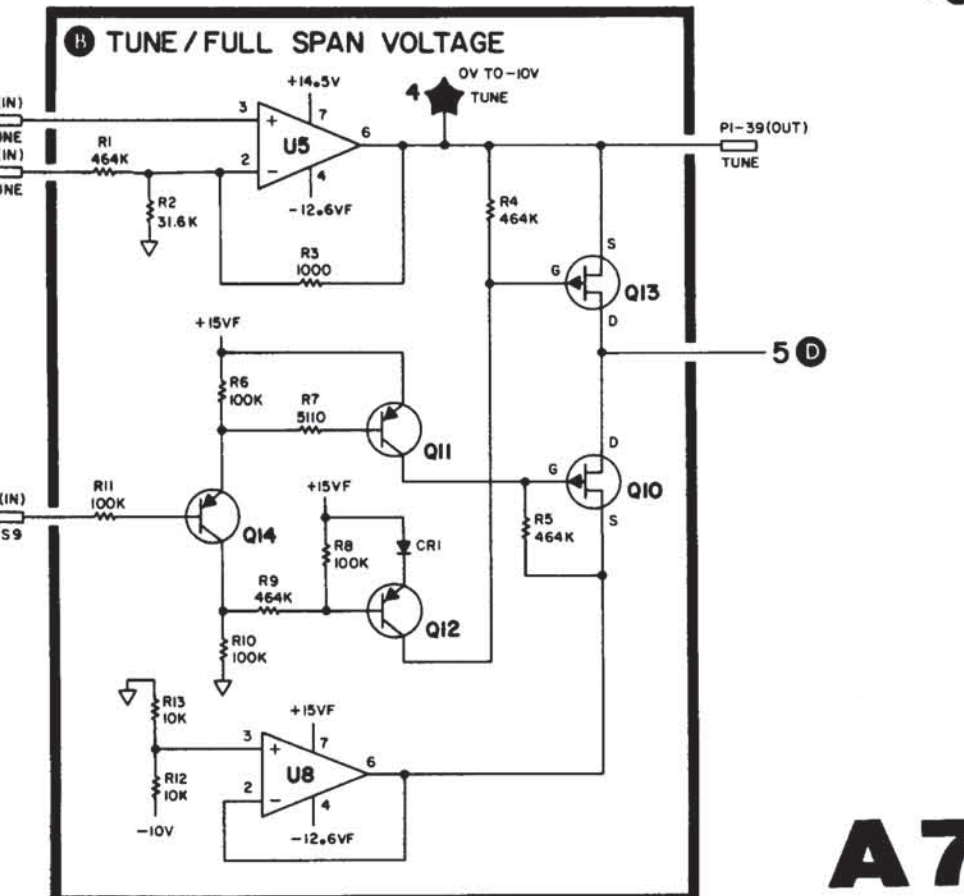 B TUNE/FULL SPAN VOLTAGE
+14.5V
0V TO -10V
4
TUNE
(IN)
3
+
7
U5
6
P1-39(OUT)
TUNE
(IN)
R1
464K
2
-
4
-12.6VF
R2
31.6K
R3
1000
R4
464K
S
G
Q13
D
5 D
+15VF
R6
100K
R7
5110
Q11
D
G
Q10
S
(IN)
S9
R11
100K
Q14
+15VF
R8
100K
CR1
R5
464K
R9
464K
Q12
R10
100K
R13
10K
+15VF
3
+
7
U8
6
R12
10K
2
-
4
-10V
-12.6VF
A7